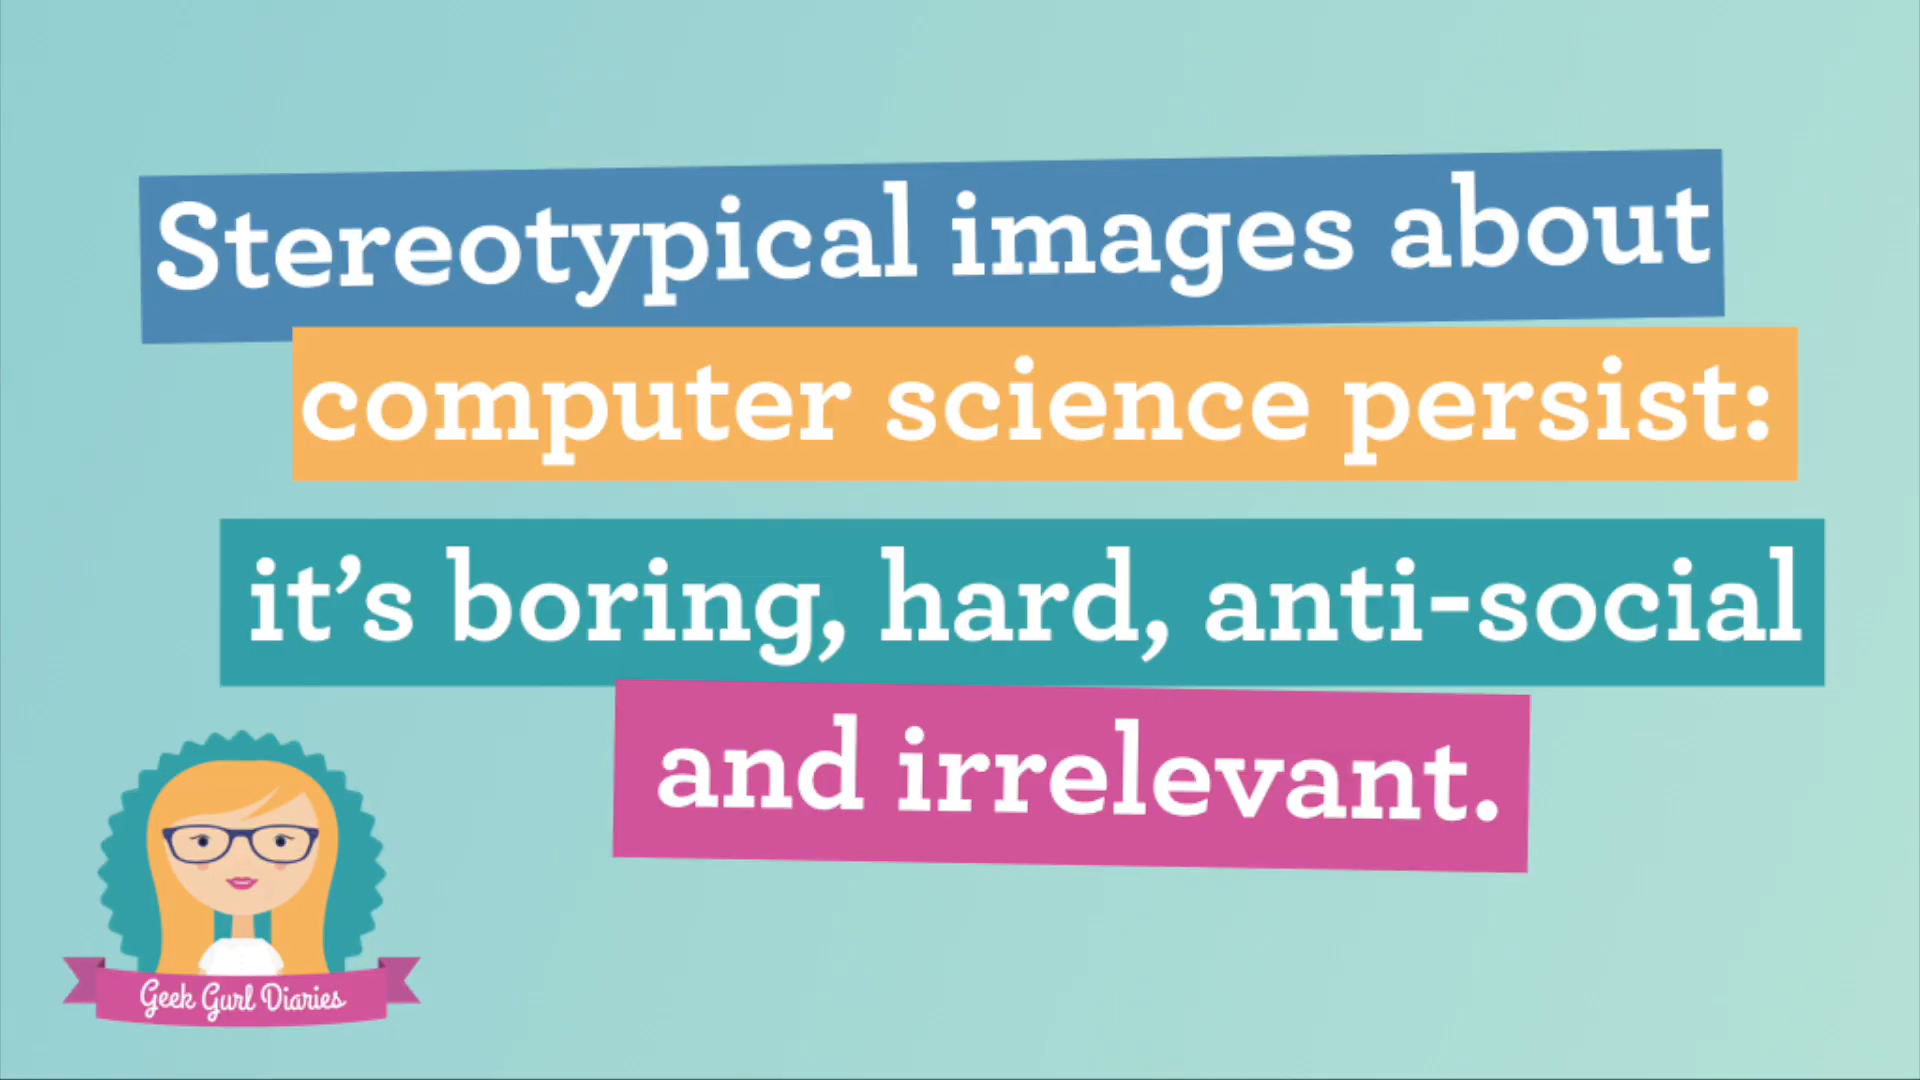 Stereotypical images about
computer science persist:
it’s boring, hard, anti-social
and irrelevant.
Geek Gurl Diaries